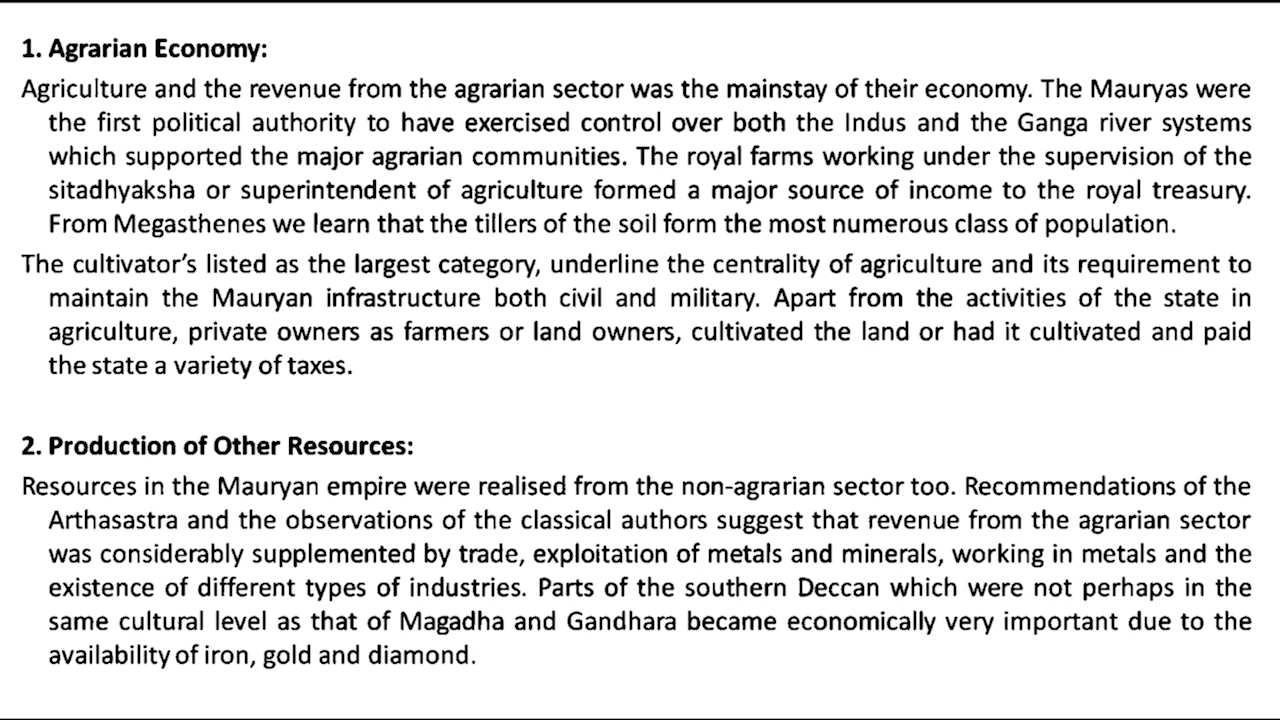 1. Agrarian Economy:
Agriculture and the revenue from the agrarian sector was the mainstay of their economy. The Mauryas were
the first political authority to have exercised control over both the Indus and the Ganga river systems
which supported the major agrarian communities. The royal farms working under the supervision of the
sitadhyaksha or superintendent of agriculture formed a major source of income to the royal treasury.
From Megasthenes we learn that the tillers of the soil form the most numerous class of population.
The cultivator's listed as the largest category, underline the centrality of agriculture and its requirement to
maintain the Mauryan infrastructure both civil and military. Apart from the activities of the state in
agriculture, private owners as farmers or land owners, cultivated the land or had it cultivated and paid
the state a variety of taxes.
2. Production of Other Resources:
Resources in the Mauryan empire were realised from the non-agrarian sector too. Recommendations of the
Arthasastra and the observations of the classical authors suggest that revenue from the agrarian sector
was considerably supplemented by trade, exploitation of metals and minerals, working in metals and the
existence of different types of industries. Parts of the southern Deccan which were not perhaps in the
same cultural level as that of Magadha and Gandhara became economically very important due to the
availability of iron, gold and diamond.